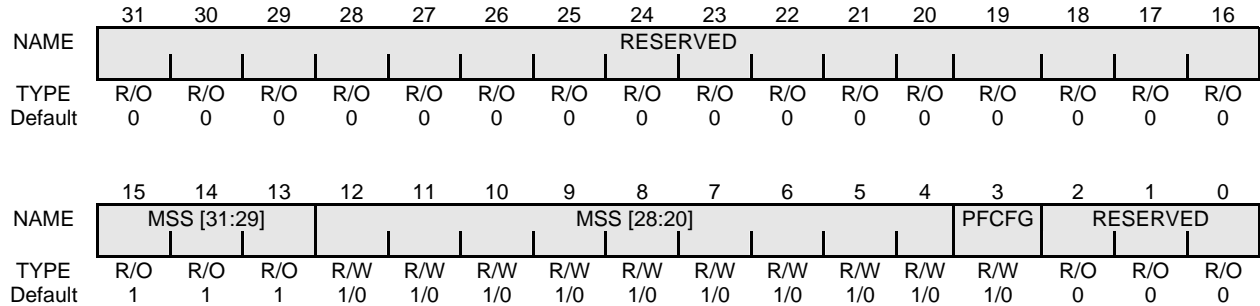 31 30 29 28 27 26 25 24 23 22 21 20 19 18 17 16
NAME RESERVED
TYPE R/O R/O R/O R/O R/O R/O R/O R/O R/O R/O R/O R/O R/O R/O R/O R/O
Default 0 0 0 0 0 0 0 0 0 0 0 0 0 0 0 0
15 14 13 12 11 10 9 8 7 6 5 4 3 2 1 0
NAME MSS [31:29] MSS [28:20] PFCFG RESERVED
TYPE R/O R/O R/O R/W R/W R/W R/W R/W R/W R/W R/W R/W R/W R/O R/O R/O
Default 1 1 1 1/0 1/0 1/0 1/0 1/0 1/0 1/0 1/0 1/0 1/0 0 0 0